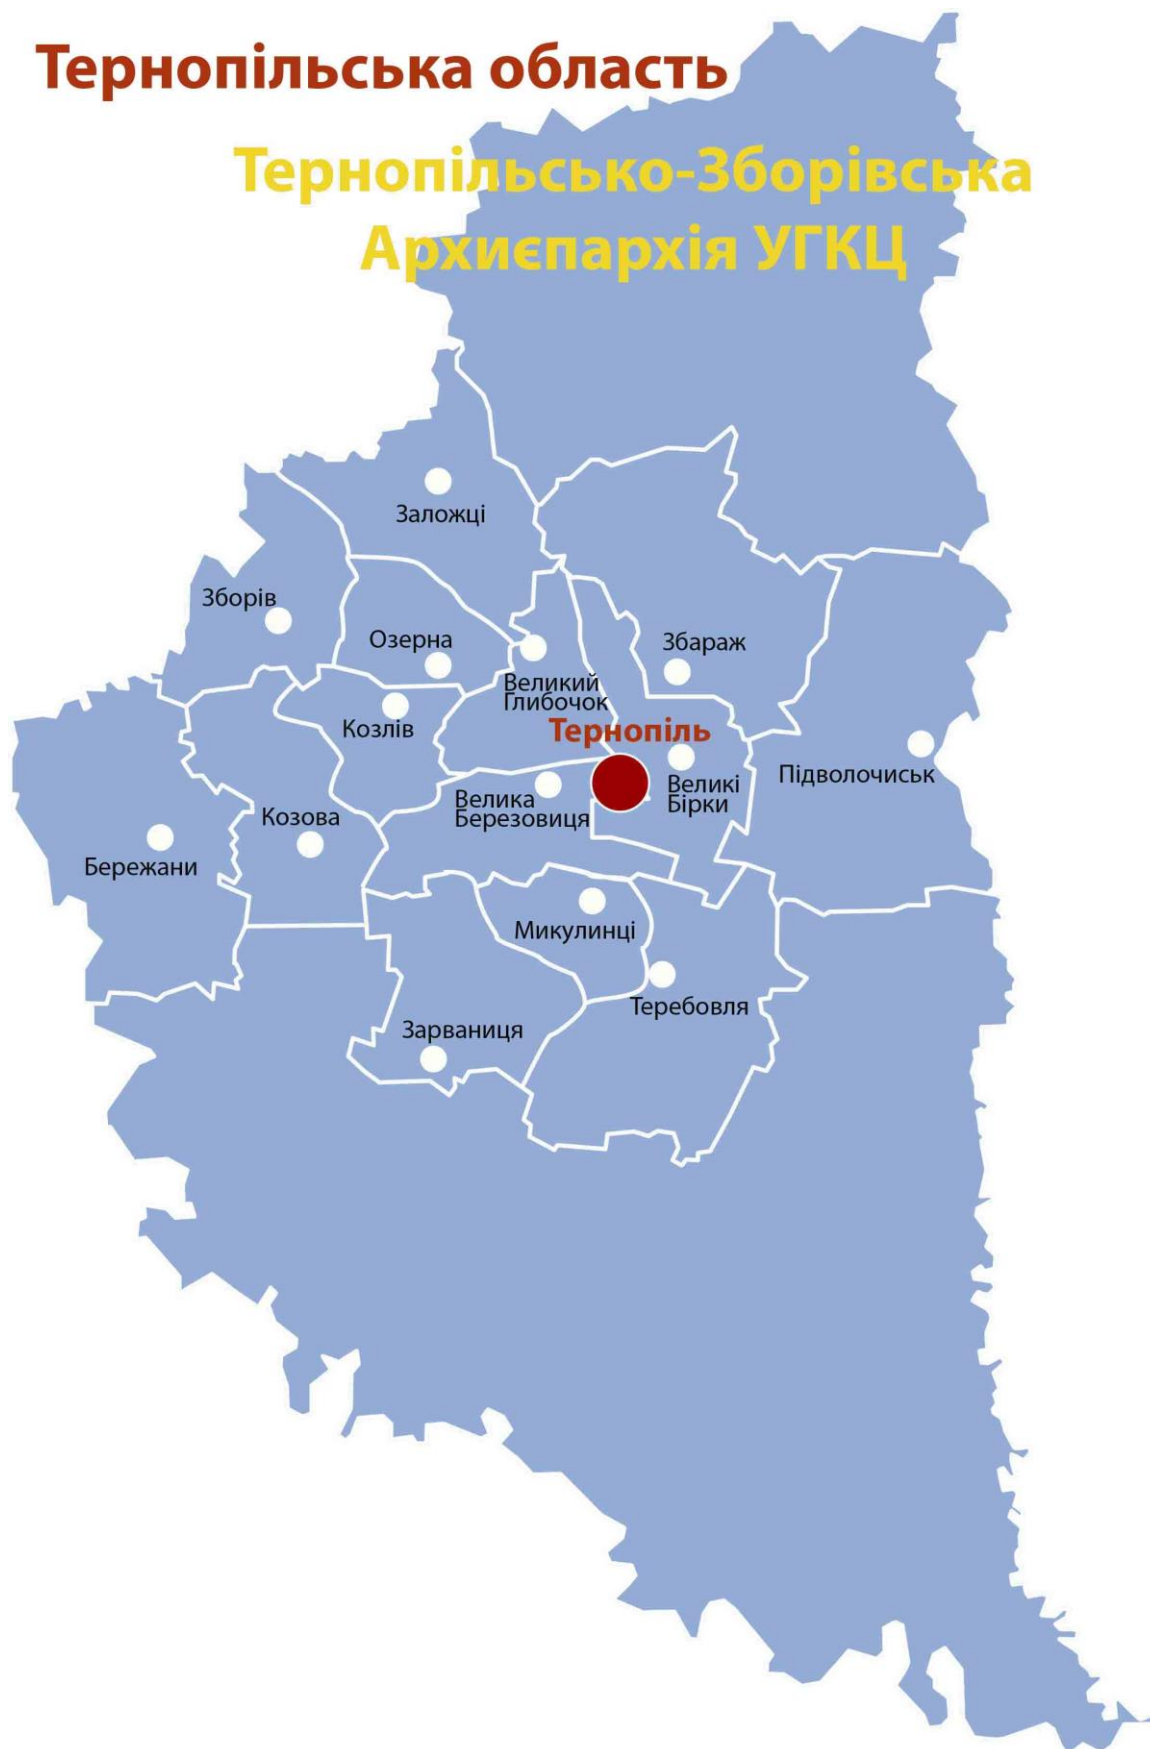 Тернопільська область
Тернопільсько-Зборівська
Архиєпархія УГКЦ
Заложці
Зборів
Озерна
Збараж
Великий
Глибочок
Козлів
Тернопіль
Підволочиськ
Великі
Бірки
Велика
Березовиця
Козова
Бережани
Микулинці
Теребовля
Зарваниця